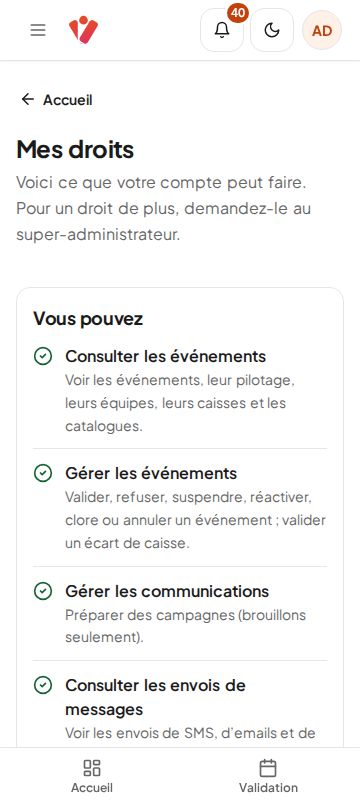 40
AD
Accueil
Mes droits
Voici ce que votre compte peut faire.
Pour un droit de plus, demandez-le au
super-administrateur.
Vous pouvez
Consulter les événements
Voir les événements, leur pilotage,
leurs équipes, leurs caisses et les
catalogues.
Gérer les événements
Valider, refuser, suspendre, réactiver,
clore ou annuler un événement ; valider
un écart de caisse.
Gérer les communications
Préparer des campagnes (brouillons
seulement).
Consulter les envois de
messages
Voir les envois de SMS, d'emails et de
Accueil
Validation